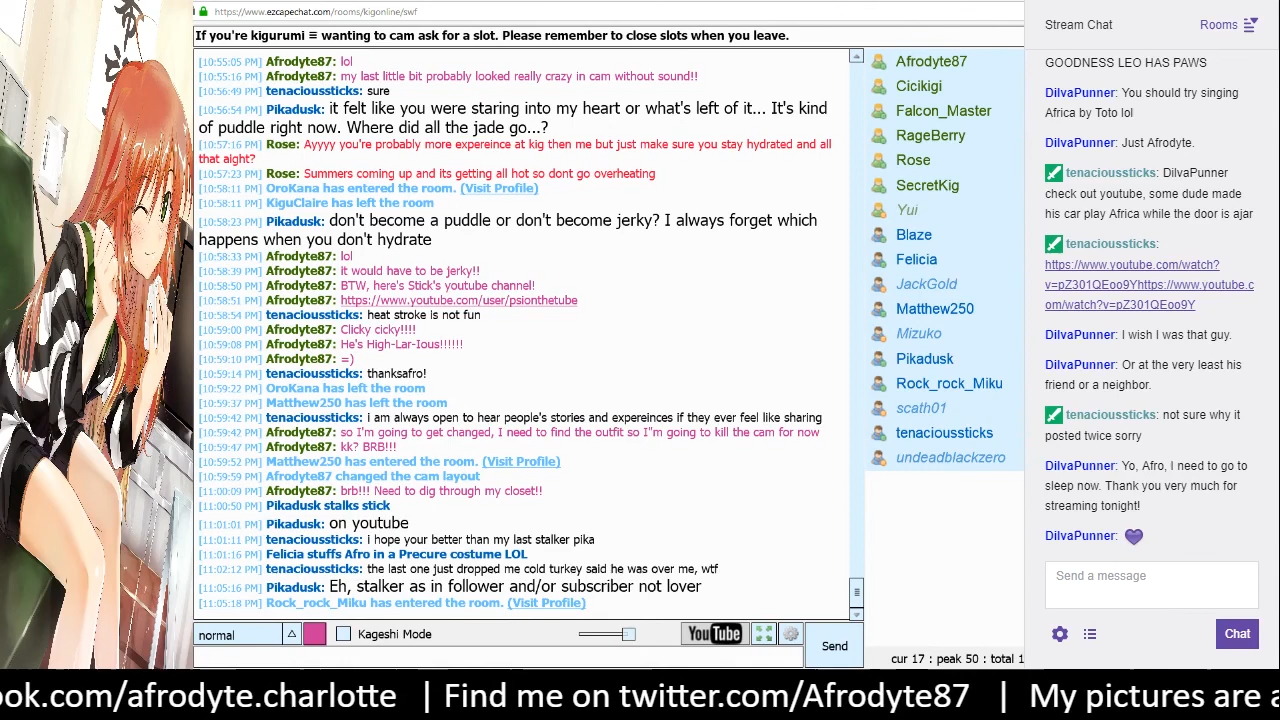 https://www.ezcapechat.com/rooms/kigonline/swf
If you're kigurumi ≡ wanting to cam ask for a slot. Please remember to close slots when you leave.
[10:55:05 PM] Afrodyte87: lol
[10:55:16 PM] Afrodyte87: my last little bit probably looked really crazy in cam without sound!!
[10:56:49 PM] tenaciousssticks: sure
[10:56:54 PM] Pikadusk: it felt like you were staring into my heart or what's left of it... It's kind
of puddle right now. Where did all the jade go...?
[10:57:16 PM] Rose: Ayyyy you're probably more expereince at kig then me but just make sure you stay hydrated and all
that aight?
[10:57:23 PM] Rose: Summers coming up and its getting all hot so dont go overheating
[10:58:11 PM] OroKana has entered the room. (Visit Profile)
[10:58:11 PM] KiguClaire has left the room
[10:58:23 PM] Pikadusk: don't become a puddle or don't become jerky? I always forget which
happens when you don't hydrate
[10:58:33 PM] Afrodyte87: lol
[10:58:39 PM] Afrodyte87: it would have to be jerky!!
[10:58:50 PM] Afrodyte87: BTW, here's Stick's youtube channel!
[10:58:51 PM] Afrodyte87: https://www.youtube.com/user/psionthetube
[10:58:54 PM] tenaciousssticks: heat stroke is not fun
[10:59:00 PM] Afrodyte87: Clicky cicky!!!!
[10:59:08 PM] Afrodyte87: He's High-Lar-Ious!!!!!!
[10:59:10 PM] Afrodyte87: =)
[10:59:14 PM] tenaciousssticks: thanksafro!
[10:59:22 PM] OroKana has left the room
[10:59:37 PM] Matthew250 has left the room
[10:59:42 PM] tenaciousssticks: i am always open to hear people's stories and expereinces if they ever feel like sharing
[10:59:42 PM] Afrodyte87: so I'm going to get changed, I need to find the outfit so I"m going to kill the cam for now
[10:59:47 PM] Afrodyte87: kk? BRB!!!
[10:59:52 PM] Matthew250 has entered the room. (Visit Profile)
[10:59:59 PM] Afrodyte87 changed the cam layout
[11:00:09 PM] Afrodyte87: brb!!! Need to dig through my closet!!
[11:00:50 PM] Pikadusk stalks stick
[11:01:01 PM] Pikadusk: on youtube
[11:01:11 PM] tenaciousssticks: i hope your better than my last stalker pika
[11:01:16 PM] Felicia stuffs Afro in a Precure costume LOL
[11:02:12 PM] tenaciousssticks: the last one just dropped me cold turkey said he was over me, wtf
[11:05:16 PM] Pikadusk: Eh, stalker as in follower and/or subscriber not lover
[11:05:18 PM] Rock_rock_Miku has entered the room. (Visit Profile)
normal
Kageshi Mode
YouTube
Send
Afrodyte87
Cicikigi
Falcon_Master
RageBerry
Rose
SecretKig
Yui
Blaze
Felicia
JackGold
Matthew250
Mizuko
Pikadusk
Rock_rock_Miku
scath01
tenaciousssticks
undeadblackzero
cur 17 : peak 50 : total 1
Stream Chat
Rooms
GOODNESS LEO HAS PAWS
DilvaPunner: You should try singing
Africa by Toto lol
DilvaPunner: Just Afrodyte.
tenaciousssticks: DilvaPunner
check out youtube, some dude made
his car play Africa while the door is ajar
tenaciousssticks:
https://www.youtube.com/watch?
v=pZ301QEoo9Yhttps://www.youtube.c
om/watch?v=pZ301QEoo9Y
DilvaPunner: I wish I was that guy.
DilvaPunner: Or at the very least his
friend or a neighbor.
tenaciousssticks: not sure why it
posted twice sorry
DilvaPunner: Yo, Afro, I need to go to
sleep now. Thank you very much for
streaming tonight!
DilvaPunner:
Send a message
Chat
ook.com/afrodyte.charlotte | Find me on twitter.com/Afrodyte87 | My pictures are a